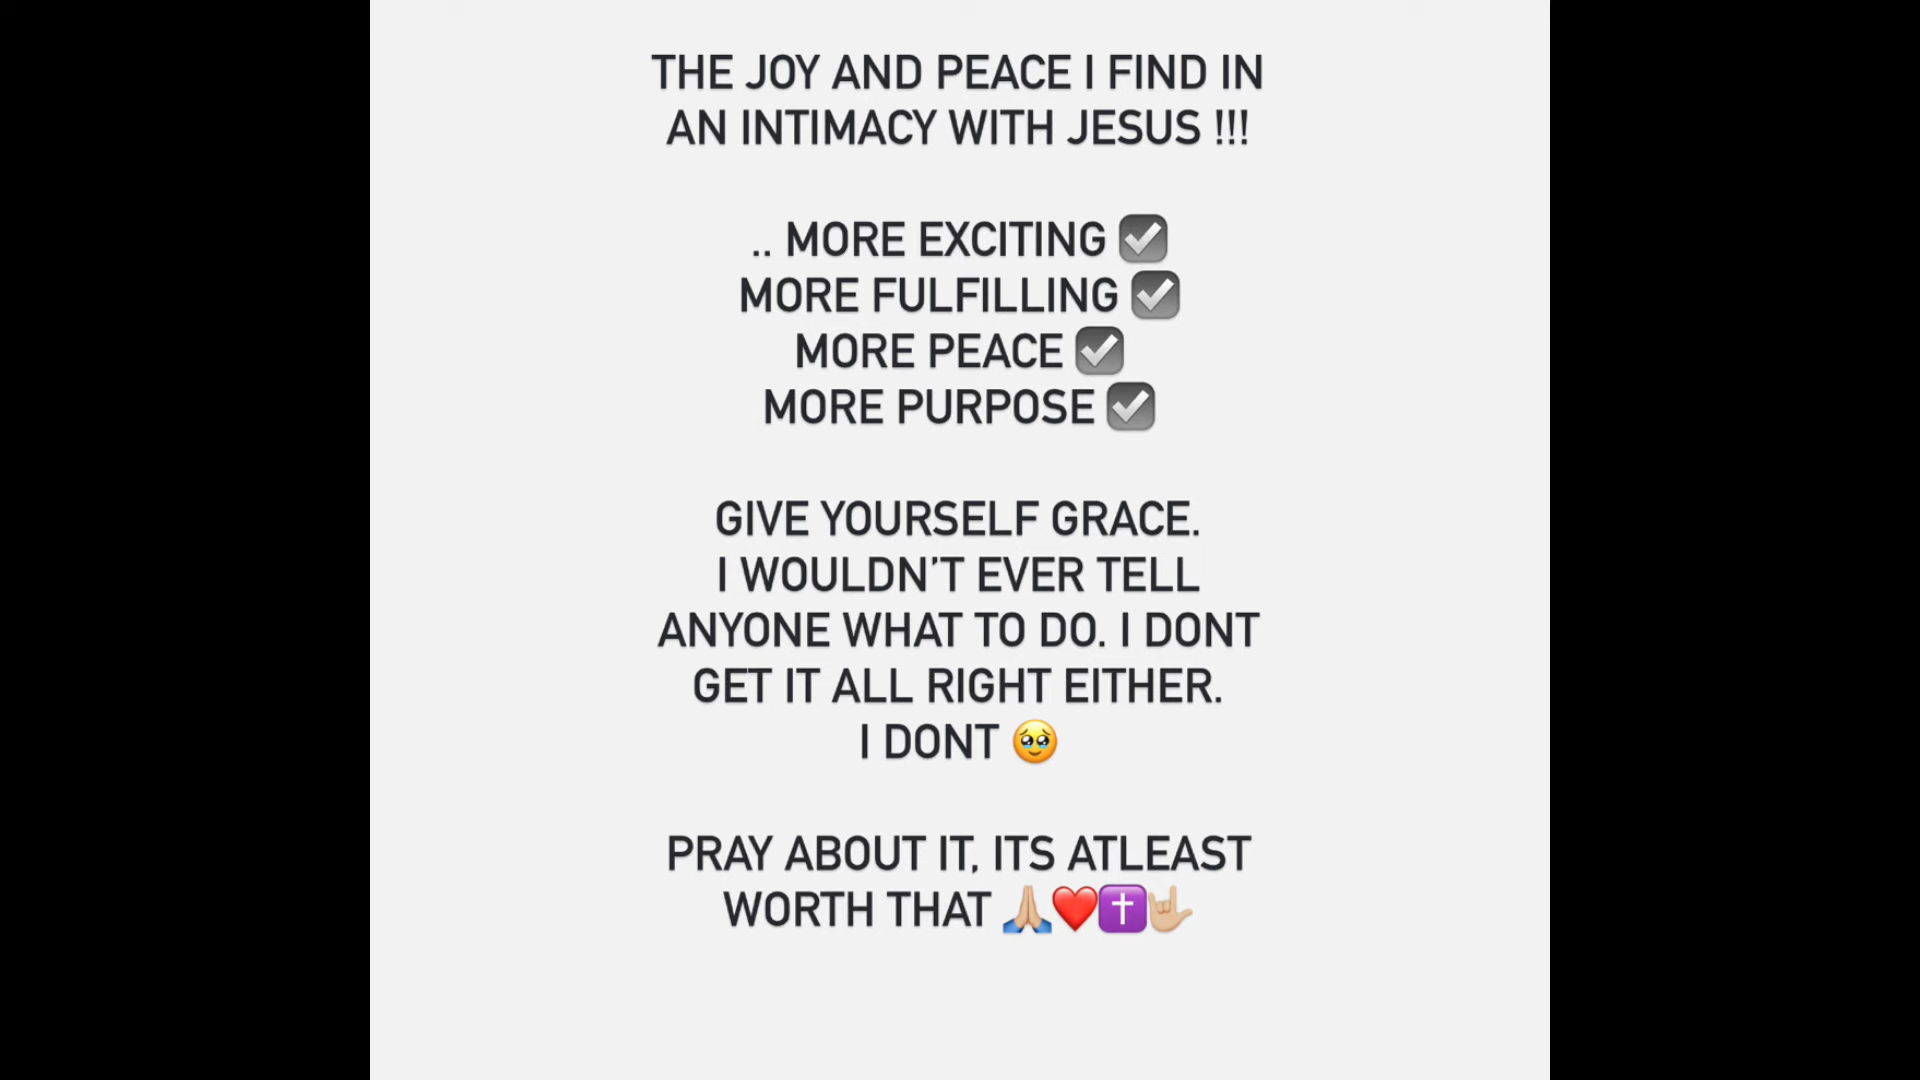 THE JOY AND PEACE I FIND IN
AN INTIMACY WITH JESUS !!!
.. MORE EXCITING ☑️
MORE FULFILLING ☑️
MORE PEACE ☑️
MORE PURPOSE ☑️
GIVE YOURSELF GRACE.
I WOULDN’T EVER TELL
ANYONE WHAT TO DO. I DONT
GET IT ALL RIGHT EITHER.
I DONT 🥹
PRAY ABOUT IT, ITS ATLEAST
WORTH THAT 🙏🏼❤️✝️🤟🏼